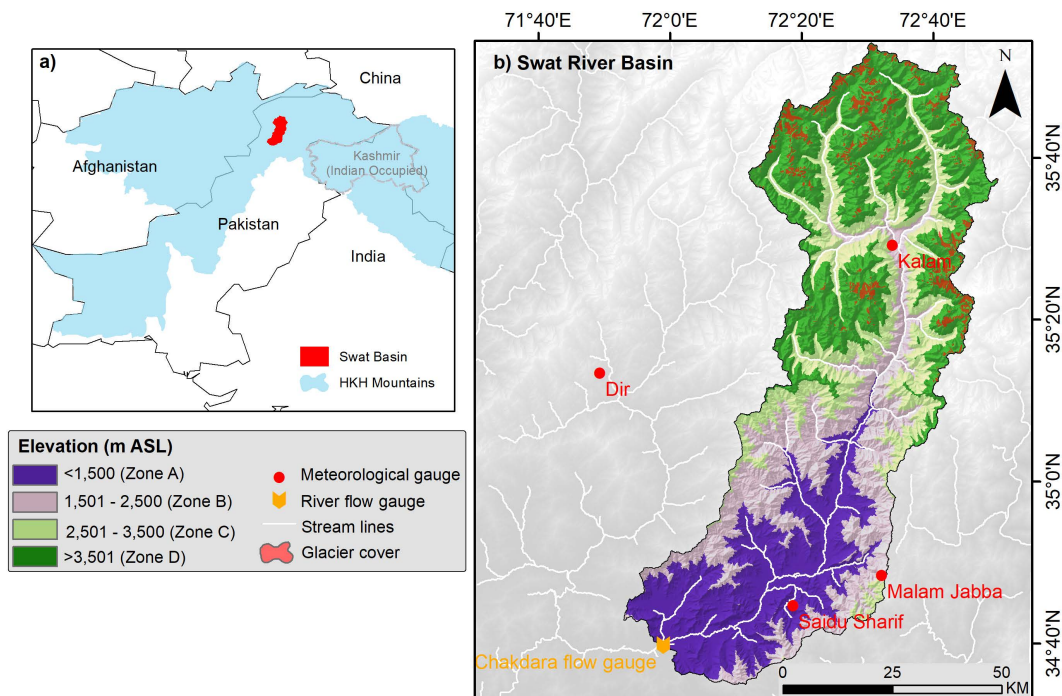 a)
China
Afghanistan
Kashmir
(Indian Occupied)
Pakistan
India
Swat Basin
HKH Mountains
Elevation (m ASL)
<1,500 (Zone A)
1,501 - 2,500 (Zone B)
2,501 - 3,500 (Zone C)
>3,501 (Zone D)
Meteorological gauge
River flow gauge
Stream lines
Glacier cover
71°40'E
72°0'E
72°20'E
72°40'E
b) Swat River Basin
N
35°40'N
Kalam
35°20'N
Dir
35°0'N
Malam Jabba
Saidu Sharif
34°40'N
Chakdara flow gauge
0 25 50
KM